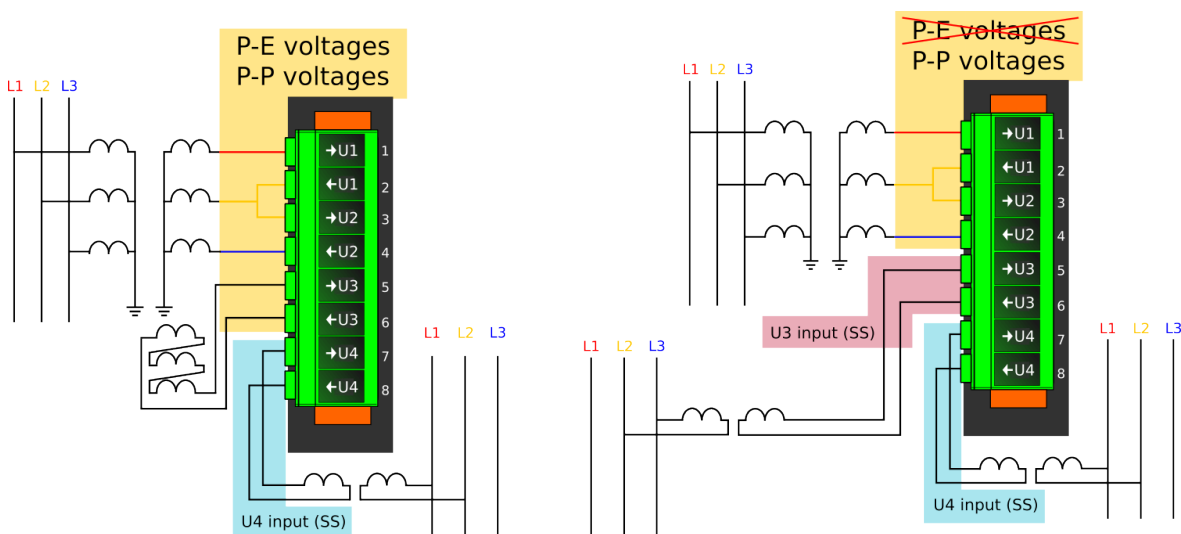 P-E voltages
P-P voltages
L1 L2 L3
→U1 1
←U1 2
→U2 3
←U2 4
→U3 5
←U3 6
→U4 7
←U4 8
L1 L2 L3
U4 input (SS)
P-E voltages
P-P voltages
L1 L2 L3
→U1 1
←U1 2
→U2 3
←U2 4
→U3 5
←U3 6
→U4 7
←U4 8
U3 input (SS)
L1 L2 L3
L1 L2 L3
U4 input (SS)